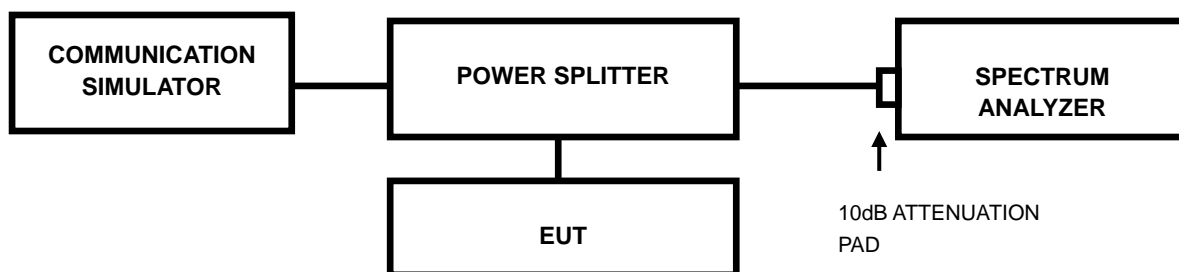 COMMUNICATION
SIMULATOR
POWER SPLITTER
SPECTRUM
ANALYZER
EUT
10dB ATTENUATION
PAD